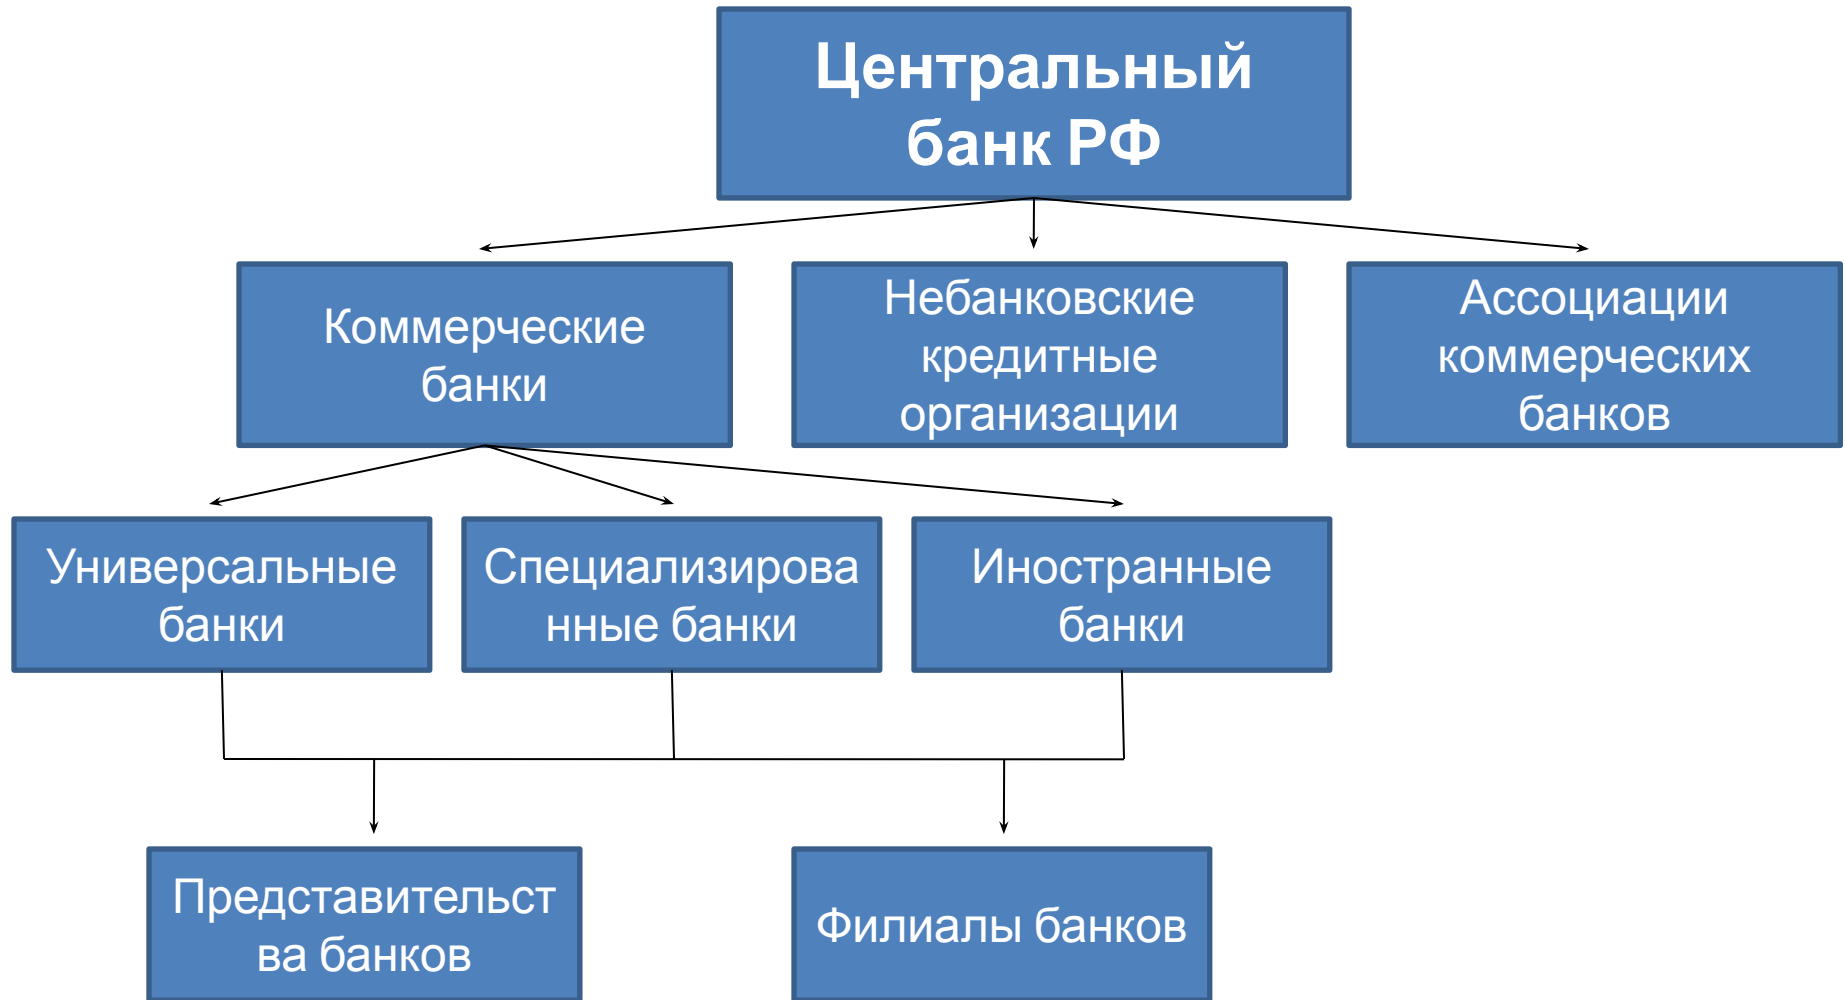 Центральный
банк РФ
Коммерческие
банки
Небанковские
кредитные
организации
Ассоциации
коммерческих
банков
Универсальные
банки
Специализирова
нные банки
Иностранные
банки
Представительст
ва банков
Филиалы банков